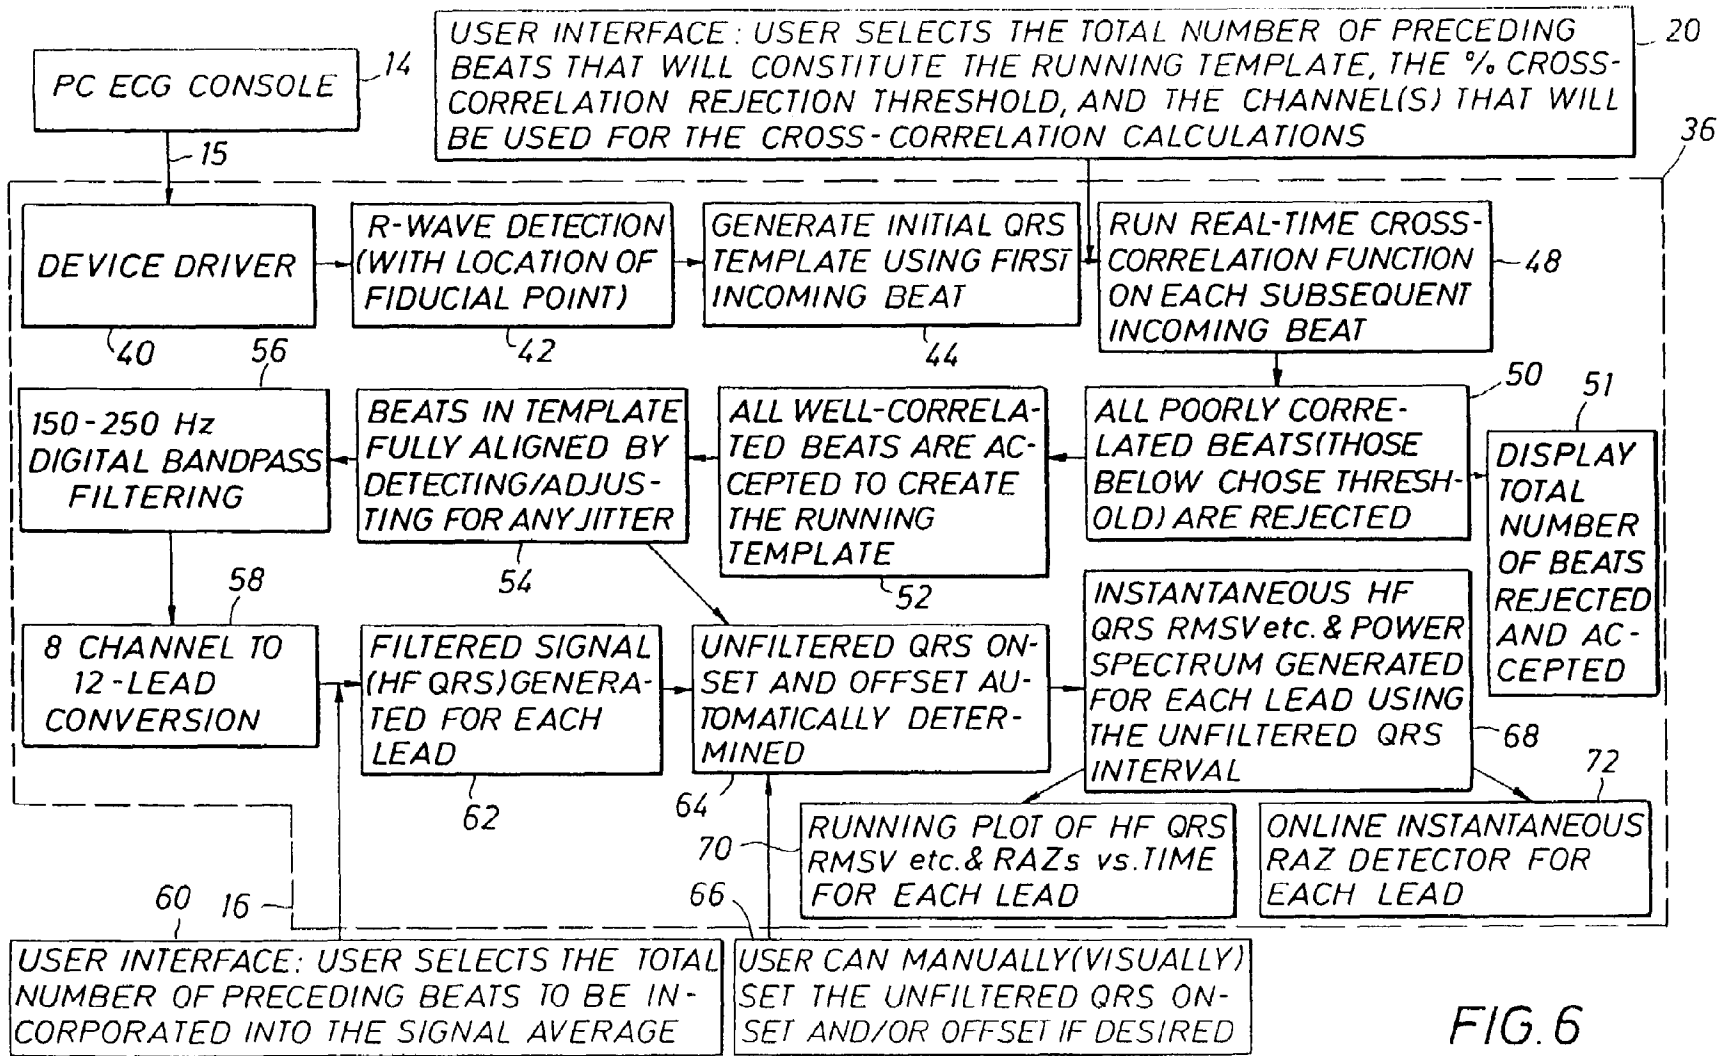 PC ECG CONSOLE
14
15
USER INTERFACE: USER SELECTS THE TOTAL NUMBER OF PRECEDING
BEATS THAT WILL CONSTITUTE THE RUNNING TEMPLATE, THE % CROSS-
CORRELATION REJECTION THRESHOLD, AND THE CHANNEL(S) THAT WILL
BE USED FOR THE CROSS-CORRELATION CALCULATIONS
20
36
DEVICE DRIVER
40
R-WAVE DETECTION
(WITH LOCATION OF
FIDUCIAL POINT)
42
GENERATE INITIAL QRS
TEMPLATE USING FIRST
INCOMING BEAT
44
RUN REAL-TIME CROSS-
CORRELATION FUNCTION
ON EACH SUBSEQUENT
INCOMING BEAT
48
56
150-250 Hz
DIGITAL BANDPASS
FILTERING
BEATS IN TEMPLATE
FULLY ALIGNED BY
DETECTING/ADJUS-
TING FOR ANY JITTER
54
ALL WELL-CORRELA-
TED BEATS ARE AC-
CEPTED TO CREATE
THE RUNNING
TEMPLATE
52
ALL POORLY CORRE-
LATED BEATS(THOSE
BELOW CHOSE THRESH-
OLD) ARE REJECTED
50
51
DISPLAY
TOTAL
NUMBER
OF BEATS
REJECTED
AND AC-
CEPTED
58
8 CHANNEL TO
12-LEAD
CONVERSION
FILTERED SIGNAL
(HF QRS) GENERA-
TED FOR EACH
LEAD
62
UNFILTERED QRS ON-
SET AND OFFSET AU-
TOMATICALLY DETER-
MINED
64
INSTANTANEOUS HF
QRS RMSV etc. & POWER
SPECTRUM GENERATED
FOR EACH LEAD USING
THE UNFILTERED QRS
INTERVAL
68
70
RUNNING PLOT OF HF QRS
RMSV etc. & RAZs vs. TIME
FOR EACH LEAD
72
ONLINE INSTANTANEOUS
RAZ DETECTOR FOR
EACH LEAD
60
16
USER INTERFACE: USER SELECTS THE TOTAL
NUMBER OF PRECEDING BEATS TO BE IN-
CORPORATED INTO THE SIGNAL AVERAGE
66
USER CAN MANUALLY(VISUALLY)
SET THE UNFILTERED QRS ON-
SET AND/OR OFFSET IF DESIRED
FIG. 6